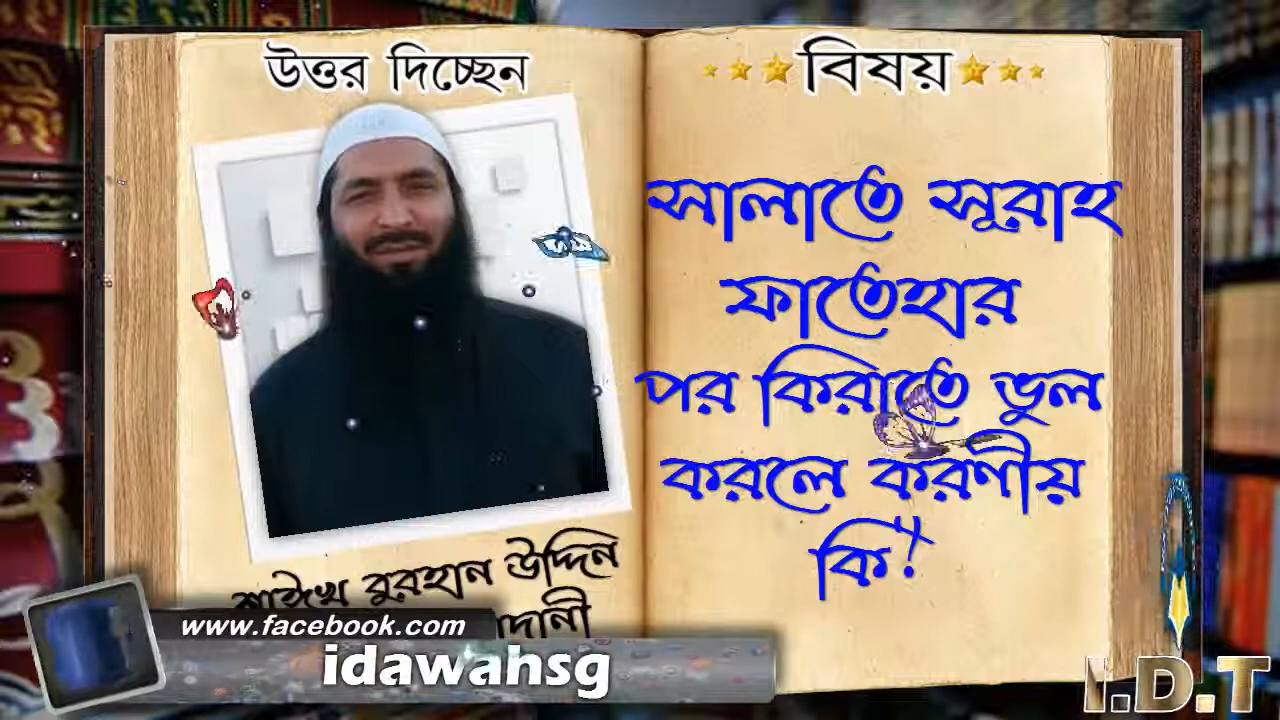 উত্তর দিচ্ছেন
শাইখ বুরহান উদ্দিন
বিষয়
সালাতে সূরাহ
ফাতেহার
পর কিরাতে ভুল
করলে করণীয়
কি!
www.facebook.com
idawahsg
I.D.T